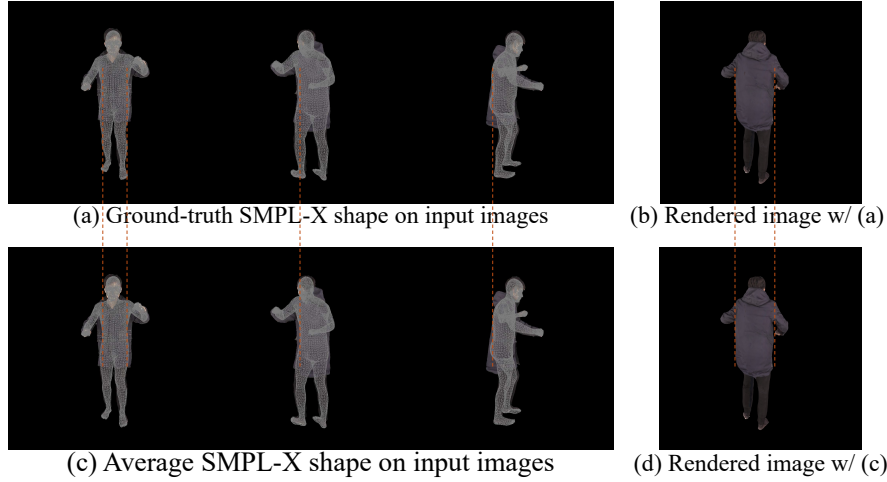 (a) Ground-truth SMPL-X shape on input images
(b) Rendered image w/ (a)
(c) Average SMPL-X shape on input images
(d) Rendered image w/ (c)